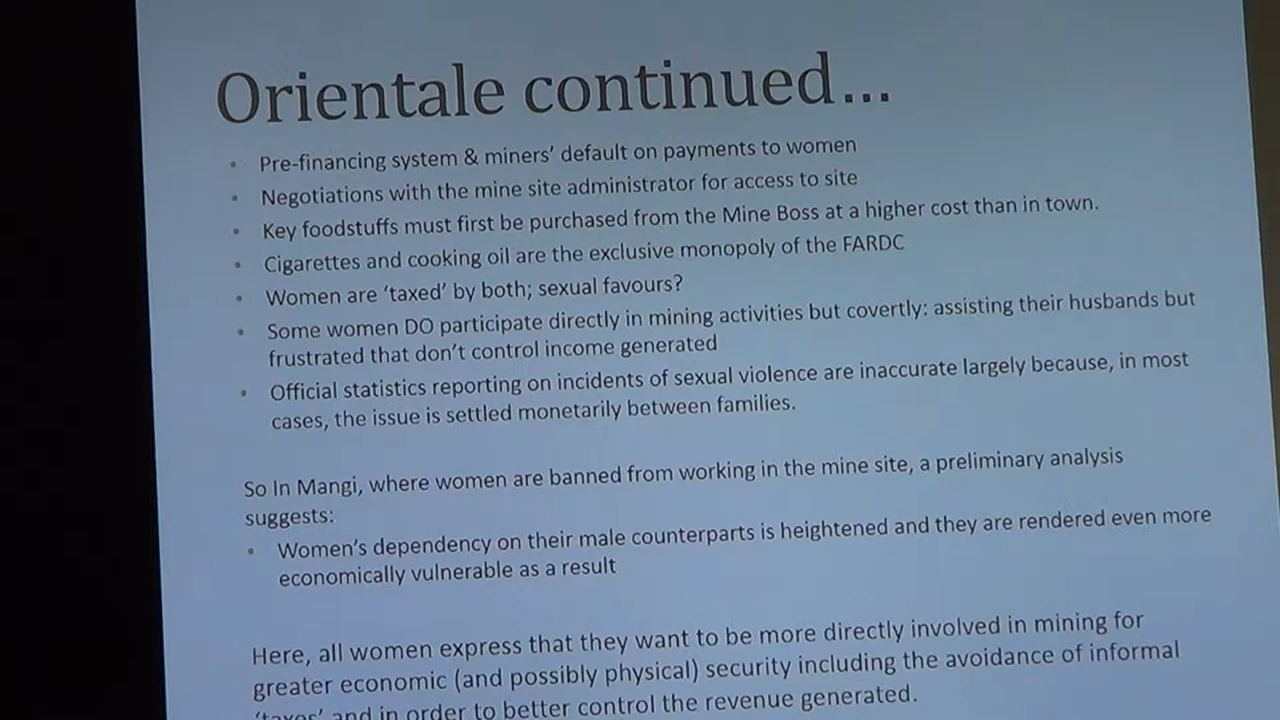 Orientale continued...
• Pre-financing system & miners' default on payments to women
• Negotiations with the mine site administrator for access to site
• Key foodstuffs must first be purchased from the Mine Boss at a higher cost than in town.
• Cigarettes and cooking oil are the exclusive monopoly of the FARDC
• Women are 'taxed' by both; sexual favours?
• Some women DO participate directly in mining activities but covertly: assisting their husbands but
frustrated that don't control income generated
• Official statistics reporting on incidents of sexual violence are inaccurate largely because, in most
cases, the issue is settled monetarily between families.
So In Mangi, where women are banned from working in the mine site, a preliminary analysis
suggests:
• Women's dependency on their male counterparts is heightened and they are rendered even more
economically vulnerable as a result
Here, all women express that they want to be more directly involved in mining for
greater economic (and possibly physical) security including the avoidance of informal
'taxes' and in order to better control the revenue generated.